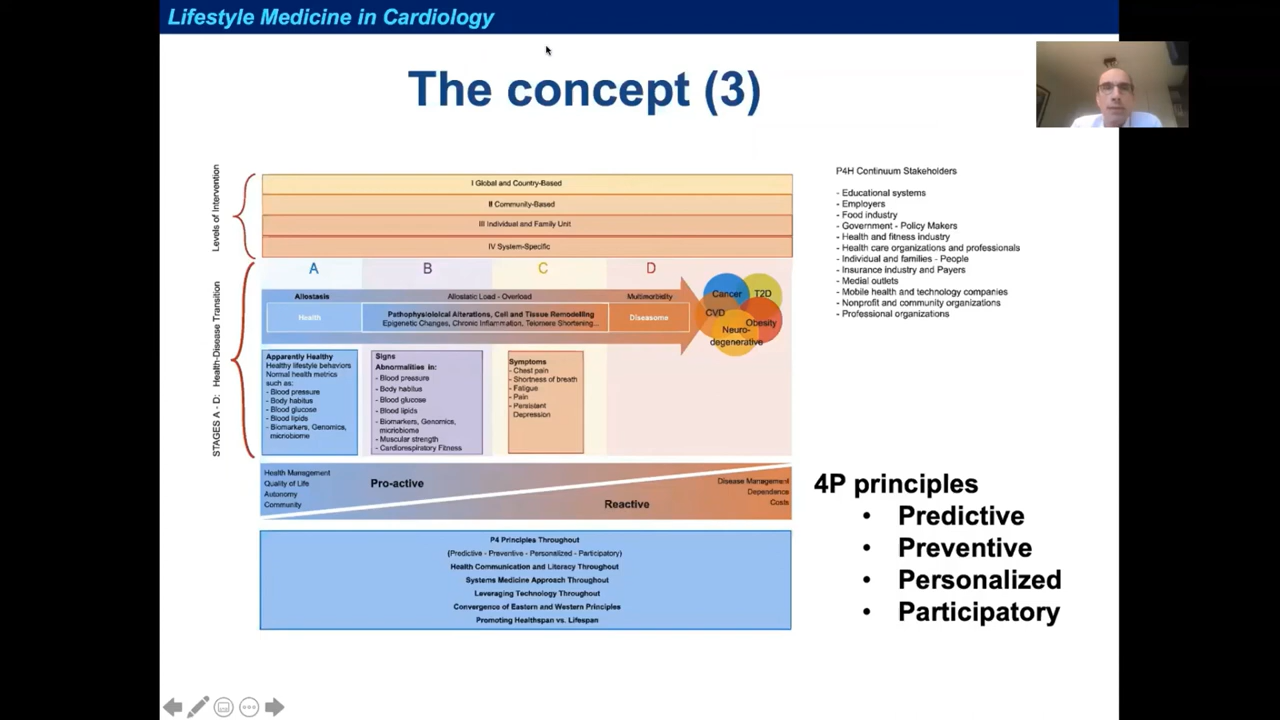 Lifestyle Medicine in Cardiology
The concept (3)
Levels of Intervention
I Global and Country-Based
II Community-Based
III Individual and Family Unit
IV System-Specific
STAGES A - D: Health-Disease Transition
A
B
C
D
Allostasis
Allostatic Load - Overload
Multimorbidity
Health
Pathophysiololcal Alterations, Cell and Tissue Remodelling
Epigenetic Changes, Chronic Inflammation, Telomere Shortening...
Diseasome
Cancer
T2D
CVD
Obesity
Neuro-
degenerative
Apparently Healthy
Healthy lifestyle behaviors
Normal health metrics
such as:
- Blood pressure
- Body habitus
- Blood glucose
- Blood lipids
- Biomarkers, Genomics,
microbiome
Signs
Abnormalities in:
- Blood pressure
- Body habitus
- Blood glucose
- Blood lipids
- Biomarkers, Genomics,
microbiome
- Muscular strength
- Cardiorespiratory Fitness
Symptoms
- Chest pain
- Shortness of breath
- Fatigue
- Pain
- Persistent
Depression
Health Management
Quality of Life
Autonomy
Community
Pro-active
Reactive
Disease Management
Dependence
Costs
P4 Principles Throughout
(Predictive - Preventive - Personalized - Participatory)
Health Communication and Literacy Throughout
Systems Medicine Approach Throughout
Leveraging Technology Throughout
Convergence of Eastern and Western Principles
Promoting Healthspan vs. Lifespan
P4H Continuum Stakeholders
- Educational systems
- Employers
- Food industry
- Government - Policy Makers
- Health and fitness industry
- Health care organizations and professionals
- Individual and families - People
- Insurance industry and Payers
- Medial outlets
- Mobile health and technology companies
- Nonprofit and community organizations
- Professional organizations
4P principles
• Predictive
• Preventive
• Personalized
• Participatory